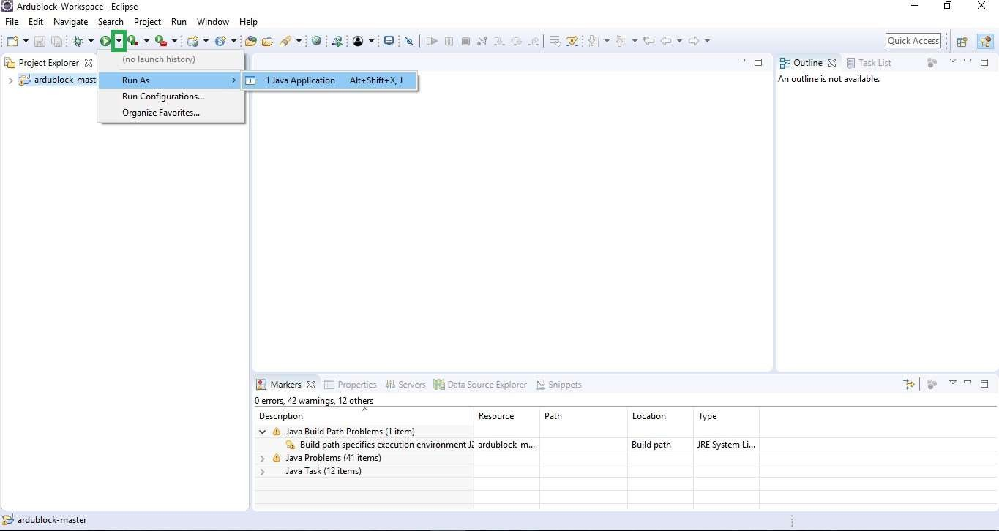 Ardublock-Workspace - Eclipse
File Edit Navigate Search Project Run Window Help
Quick Access
Project Explorer
ardublock-mast
(no launch history)
Run As
1 Java Application Alt+Shift+X, J
Run Configurations...
Organize Favorites...
Outline Task List
An outline is not available.
Markers Properties Servers Data Source Explorer Snippets
0 errors, 42 warnings, 12 others
Description Resource Path Location Type
Java Build Path Problems (1 item)
Build path specifies execution environment J2 ardublock-m... Build path JRE System Li...
Java Problems (41 items)
Java Task (12 items)
ardublock-master